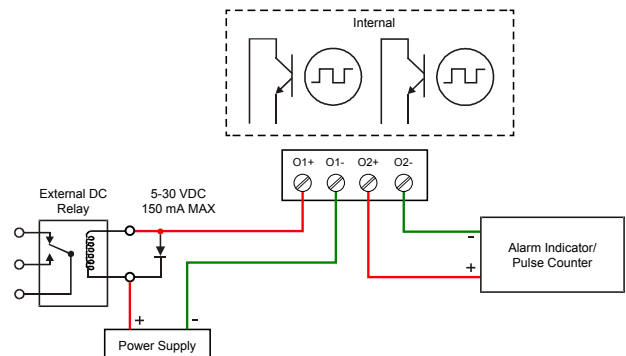 Internal
O1+ O1- O2+ O2-
External DC
Relay
5-30 VDC
150 mA MAX
-
+
Alarm Indicator/
Pulse Counter
+ -
Power Supply